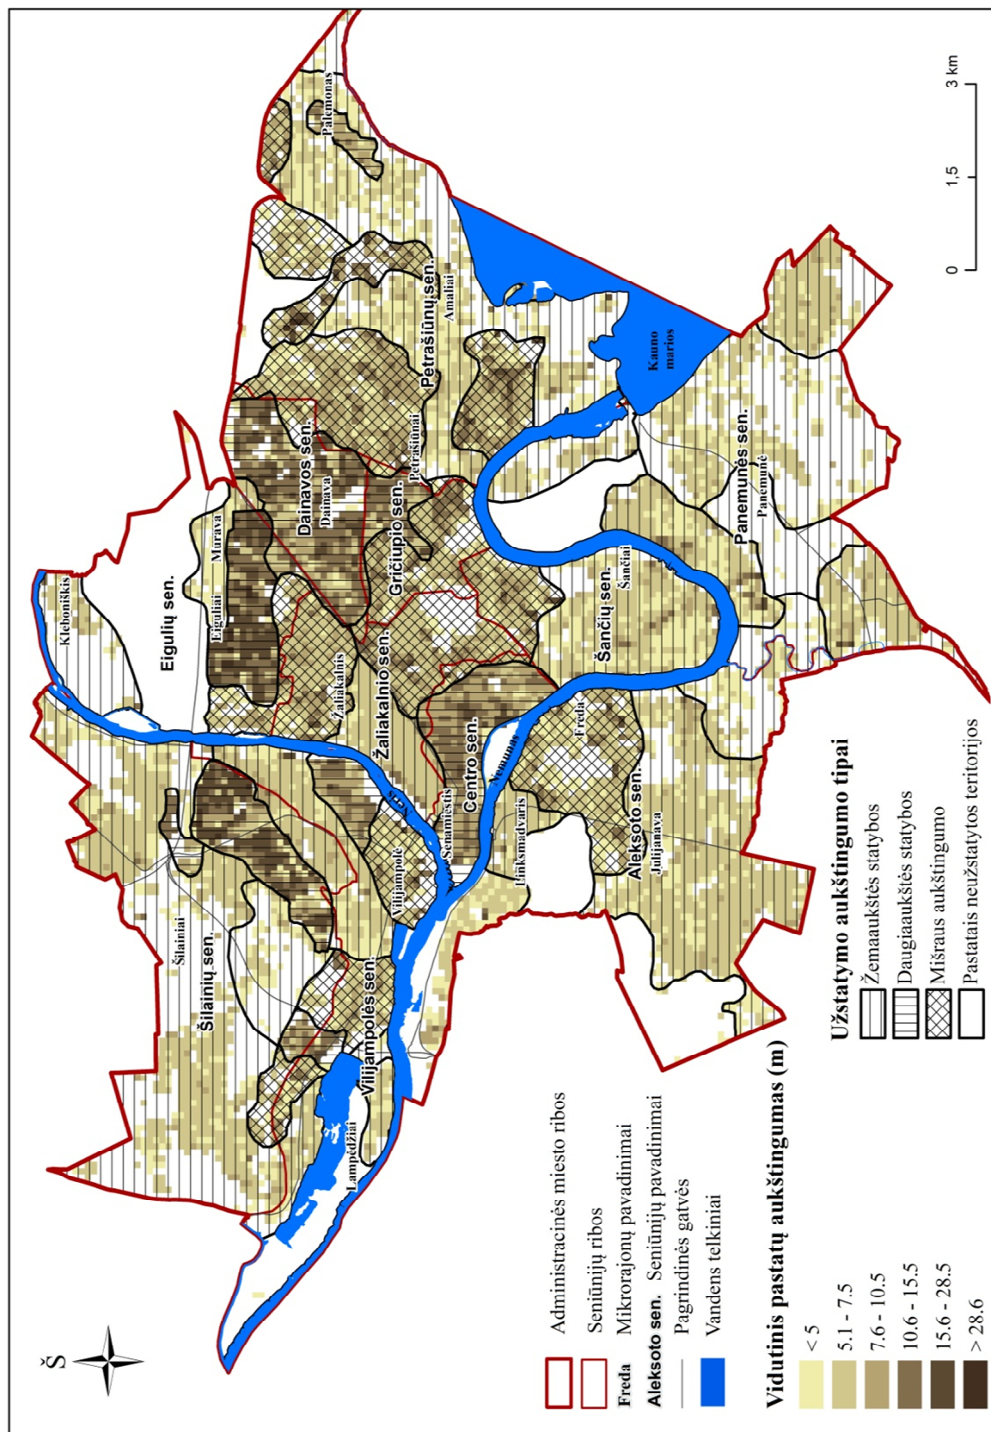 Š
Kleboniškis
Eigulių sen.
Eiguliai
Murava
Šilainiai
Šilainių sen.
Dainavos sen.
Dainava
Palemonas
Petrašiūnų sen.
Amaliai
Petrašiūnai
Gričiupio sen.
Žaliakalnis
Žaliakalnio sen.
Neris
Vilijampolė
Vilijampolės sen.
Lampėdžiai
Senamiestis
Centro sen.
Nemunas
Linksmadvaris
Freda
Aleksoto sen.
Julijanava
Šančių sen.
Šančiai
Panemunės sen.
Panemunė
Kauno
marios
Administracinės miesto ribos
Seniūnijų ribos
Freda Mikrorajonų pavadinimai
Aleksoto sen. Seniūnijų pavadinimai
Pagrindinės gatvės
Vandens telkiniai
Vidutinis pastatų aukštingumas (m)
< 5
5.1 - 7.5
7.6 - 10.5
10.6 - 15.5
15.6 - 28.5
> 28.6
Užstatymo aukštingumo tipai
Žemaaukštės statybos
Daugiaaukštės statybos
Mišraus aukštingumo
Pastatais neužstatytos teritorijos
0 1.5 3 km